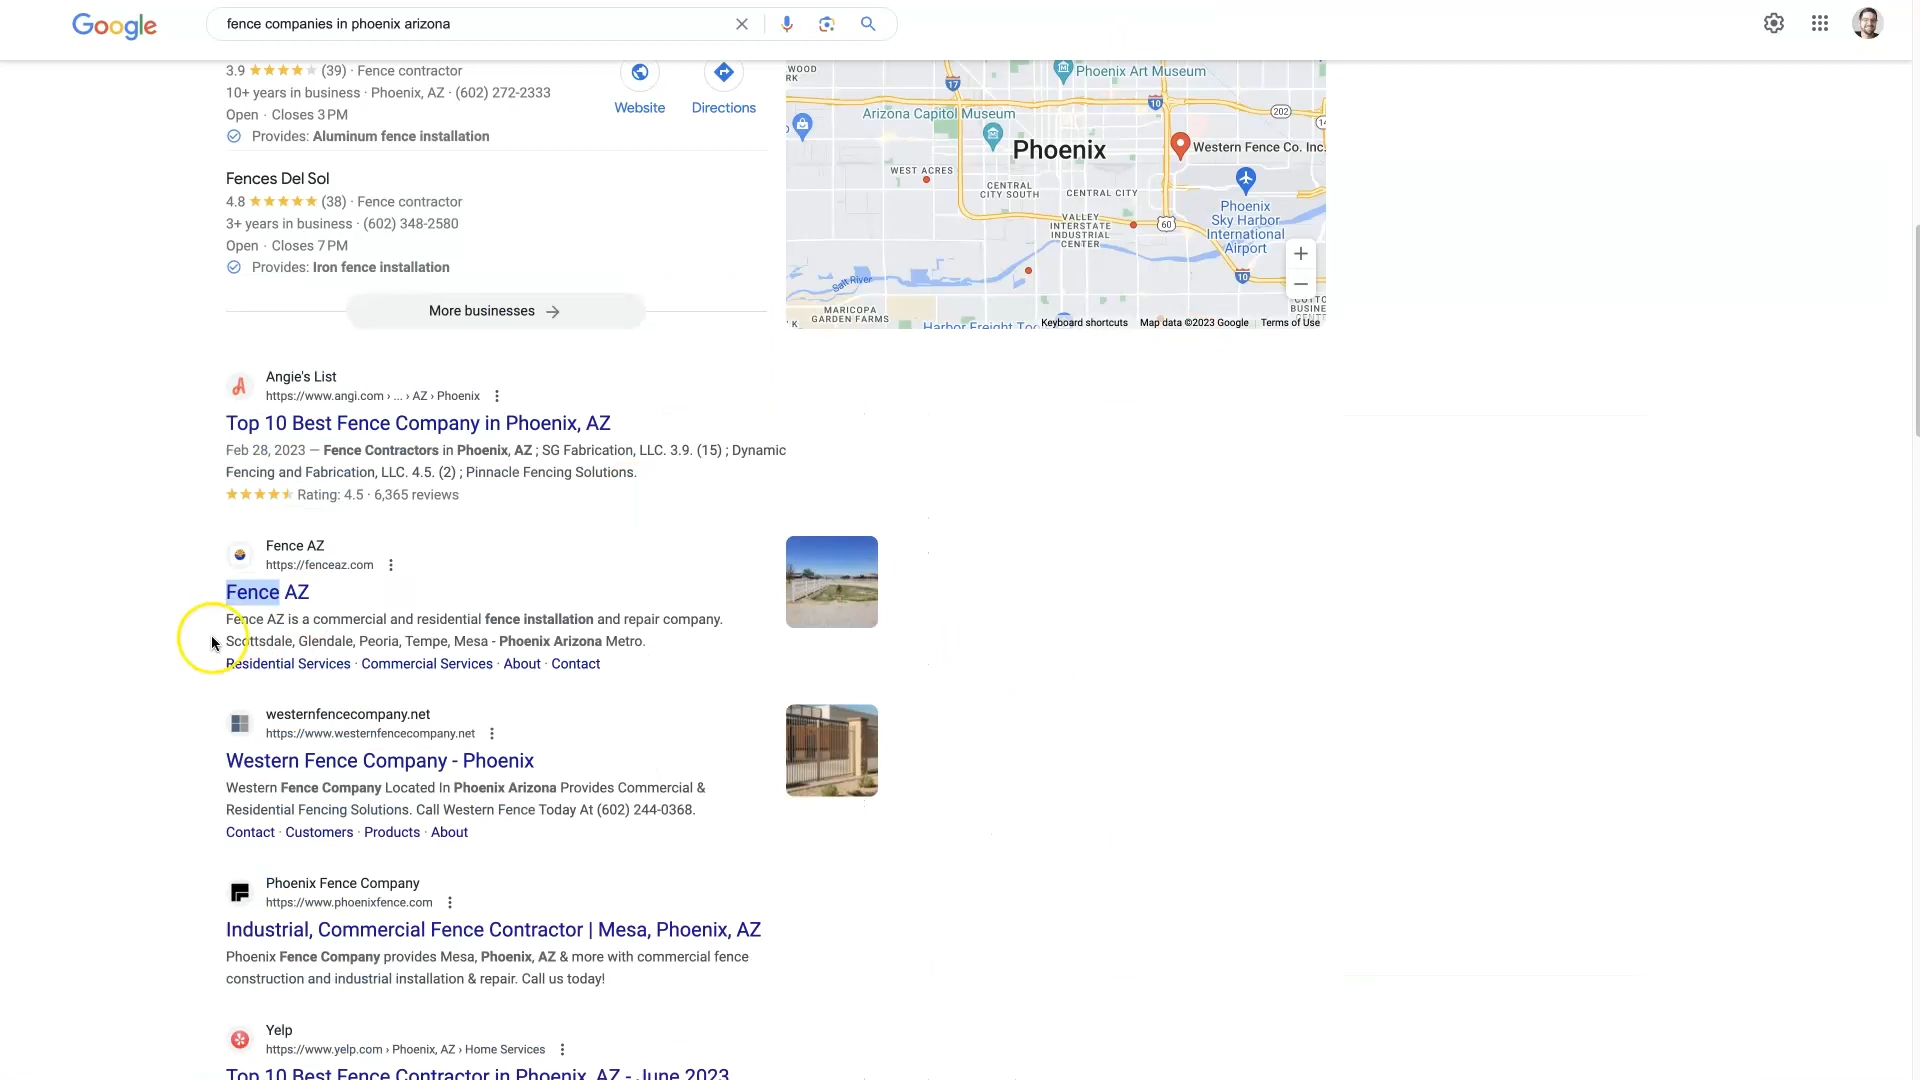 Google
fence companies in phoenix arizona
3.9 (39) · Fence contractor
10+ years in business · Phoenix, AZ · (602) 272-2333
Open · Closes 3 PM
Provides: Aluminum fence installation
Website
Directions
Fences Del Sol
4.8 (38) · Fence contractor
3+ years in business · (602) 348-2580
Open · Closes 7 PM
Provides: Iron fence installation
More businesses
WOOD
RK
17
Phoenix Art Museum
10
202
Arizona Capitol Museum
Phoenix
Western Fence Co. Inc.
WEST ACRES
CENTRAL
CITY SOUTH
CENTRAL CITY
VALLEY
INTERSTATE
INDUSTRIAL
CENTER
60
Phoenix
Sky Harbor
International
Airport
10
Salt River
MARICOPA
GARDEN FARMS
Harbor Freight
Keyboard shortcuts
Map data ©2023 Google
Terms of Use
Angie's List
https://www.angi.com › ... › AZ › Phoenix
Top 10 Best Fence Company in Phoenix, AZ
Feb 28, 2023 — Fence Contractors in Phoenix, AZ ; SG Fabrication, LLC. 3.9. (15) ; Dynamic
Fencing and Fabrication, LLC. 4.5. (2) ; Pinnacle Fencing Solutions.
Rating: 4.5 · 6,365 reviews
Fence AZ
https://fenceaz.com
Fence AZ
Fence AZ is a commercial and residential fence installation and repair company.
Scottsdale, Glendale, Peoria, Tempe, Mesa - Phoenix Arizona Metro.
Residential Services · Commercial Services · About · Contact
westernfencecompany.net
https://www.westernfencecompany.net
Western Fence Company - Phoenix
Western Fence Company Located In Phoenix Arizona Provides Commercial &
Residential Fencing Solutions. Call Western Fence Today At (602) 244-0368.
Contact · Customers · Products · About
Phoenix Fence Company
https://www.phoenixfence.com
Industrial, Commercial Fence Contractor | Mesa, Phoenix, AZ
Phoenix Fence Company provides Mesa, Phoenix, AZ & more with commercial fence
construction and industrial installation & repair. Call us today!
Yelp
https://www.yelp.com › Phoenix, AZ › Home Services
Top 10 Best Fence Contractor in Phoenix, AZ - June 2023